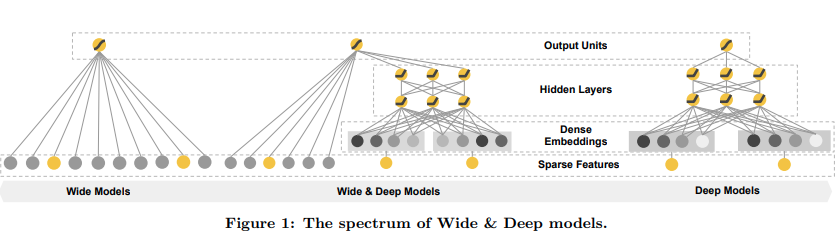 Output Units
Hidden Layers
Dense
Embeddings
Sparse Features
Wide Models
Wide & Deep Models
Deep Models
Figure 1: The spectrum of Wide & Deep models.